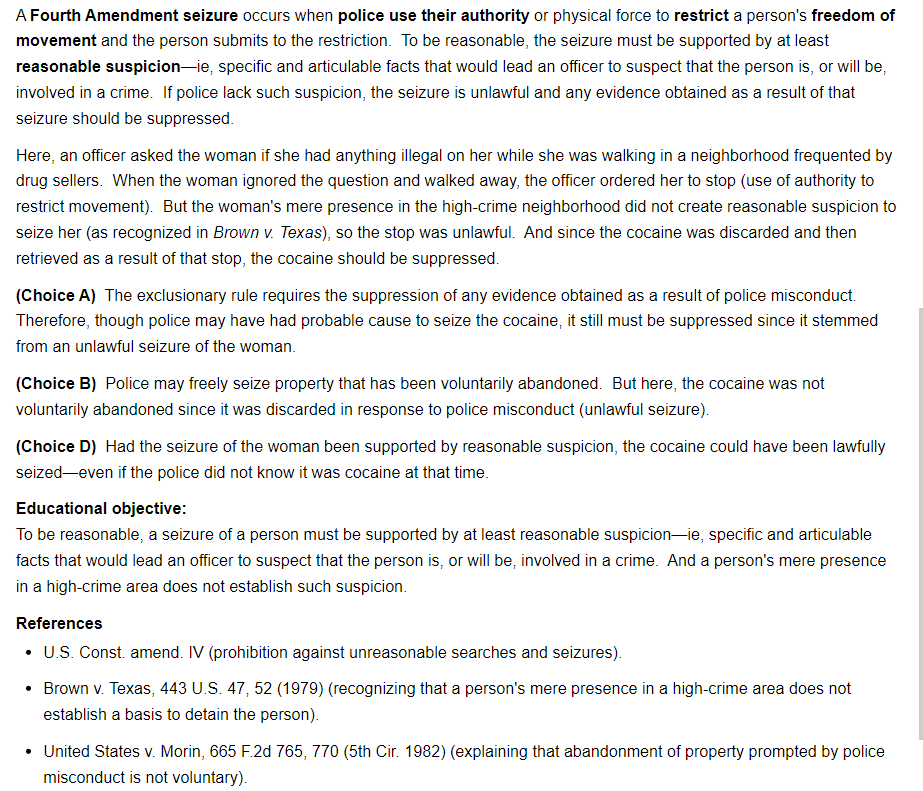 A Fourth Amendment seizure occurs when police use their authority or physical force to restrict a person's freedom of
movement and the person submits to the restriction.  To be reasonable, the seizure must be supported by at least
reasonable suspicion—ie, specific and articulable facts that would lead an officer to suspect that the person is, or will be,
involved in a crime.  If police lack such suspicion, the seizure is unlawful and any evidence obtained as a result of that
seizure should be suppressed.
Here, an officer asked the woman if she had anything illegal on her while she was walking in a neighborhood frequented by
drug sellers.  When the woman ignored the question and walked away, the officer ordered her to stop (use of authority to
restrict movement).  But the woman's mere presence in the high-crime neighborhood did not create reasonable suspicion to
seize her (as recognized in Brown v. Texas), so the stop was unlawful.  And since the cocaine was discarded and then
retrieved as a result of that stop, the cocaine should be suppressed.
(Choice A)  The exclusionary rule requires the suppression of any evidence obtained as a result of police misconduct.
Therefore, though police may have had probable cause to seize the cocaine, it still must be suppressed since it stemmed
from an unlawful seizure of the woman.
(Choice B)  Police may freely seize property that has been voluntarily abandoned.  But here, the cocaine was not
voluntarily abandoned since it was discarded in response to police misconduct (unlawful seizure).
(Choice D)  Had the seizure of the woman been supported by reasonable suspicion, the cocaine could have been lawfully
seized—even if the police did not know it was cocaine at that time.
Educational objective:
To be reasonable, a seizure of a person must be supported by at least reasonable suspicion—ie, specific and articulable
facts that would lead an officer to suspect that the person is, or will be, involved in a crime.  And a person's mere presence
in a high-crime area does not establish such suspicion.
References
• U.S. Const. amend. IV (prohibition against unreasonable searches and seizures).
• Brown v. Texas, 443 U.S. 47, 52 (1979) (recognizing that a person's mere presence in a high-crime area does not
establish a basis to detain the person).
• United States v. Morin, 665 F.2d 765, 770 (5th Cir. 1982) (explaining that abandonment of property prompted by police
misconduct is not voluntary).